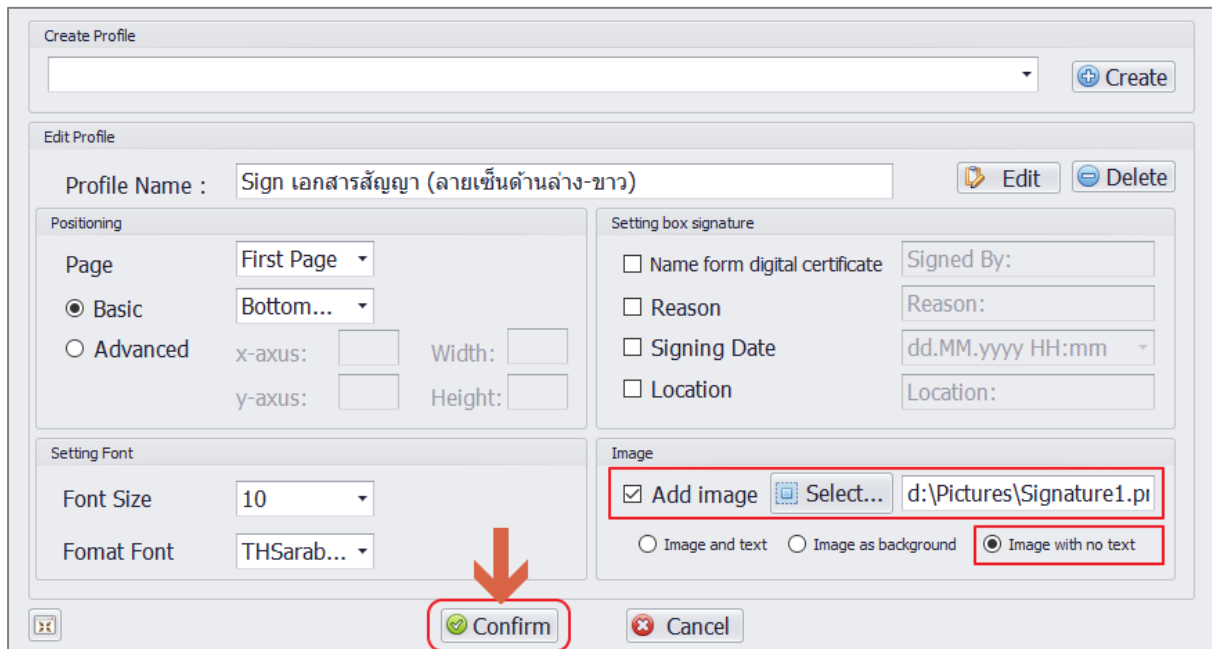 Create Profile
Create
Edit Profile
Profile Name : Sign เอกสารสัญญา (ลายเซ็นด้านล่าง-ขาว) Edit Delete
Positioning
Page First Page
Basic Bottom...
Advanced x-axus: Width:
y-axus: Height:
Setting box signature
Name form digital certificate Signed By:
Reason Reason:
Signing Date dd.MM.yyyy HH:mm
Location Location:
Setting Font
Font Size 10
Fomat Font THSarab...
Image
Add image Select... d:\Pictures\Signature1.pr
Image and text Image as background Image with no text
Confirm Cancel